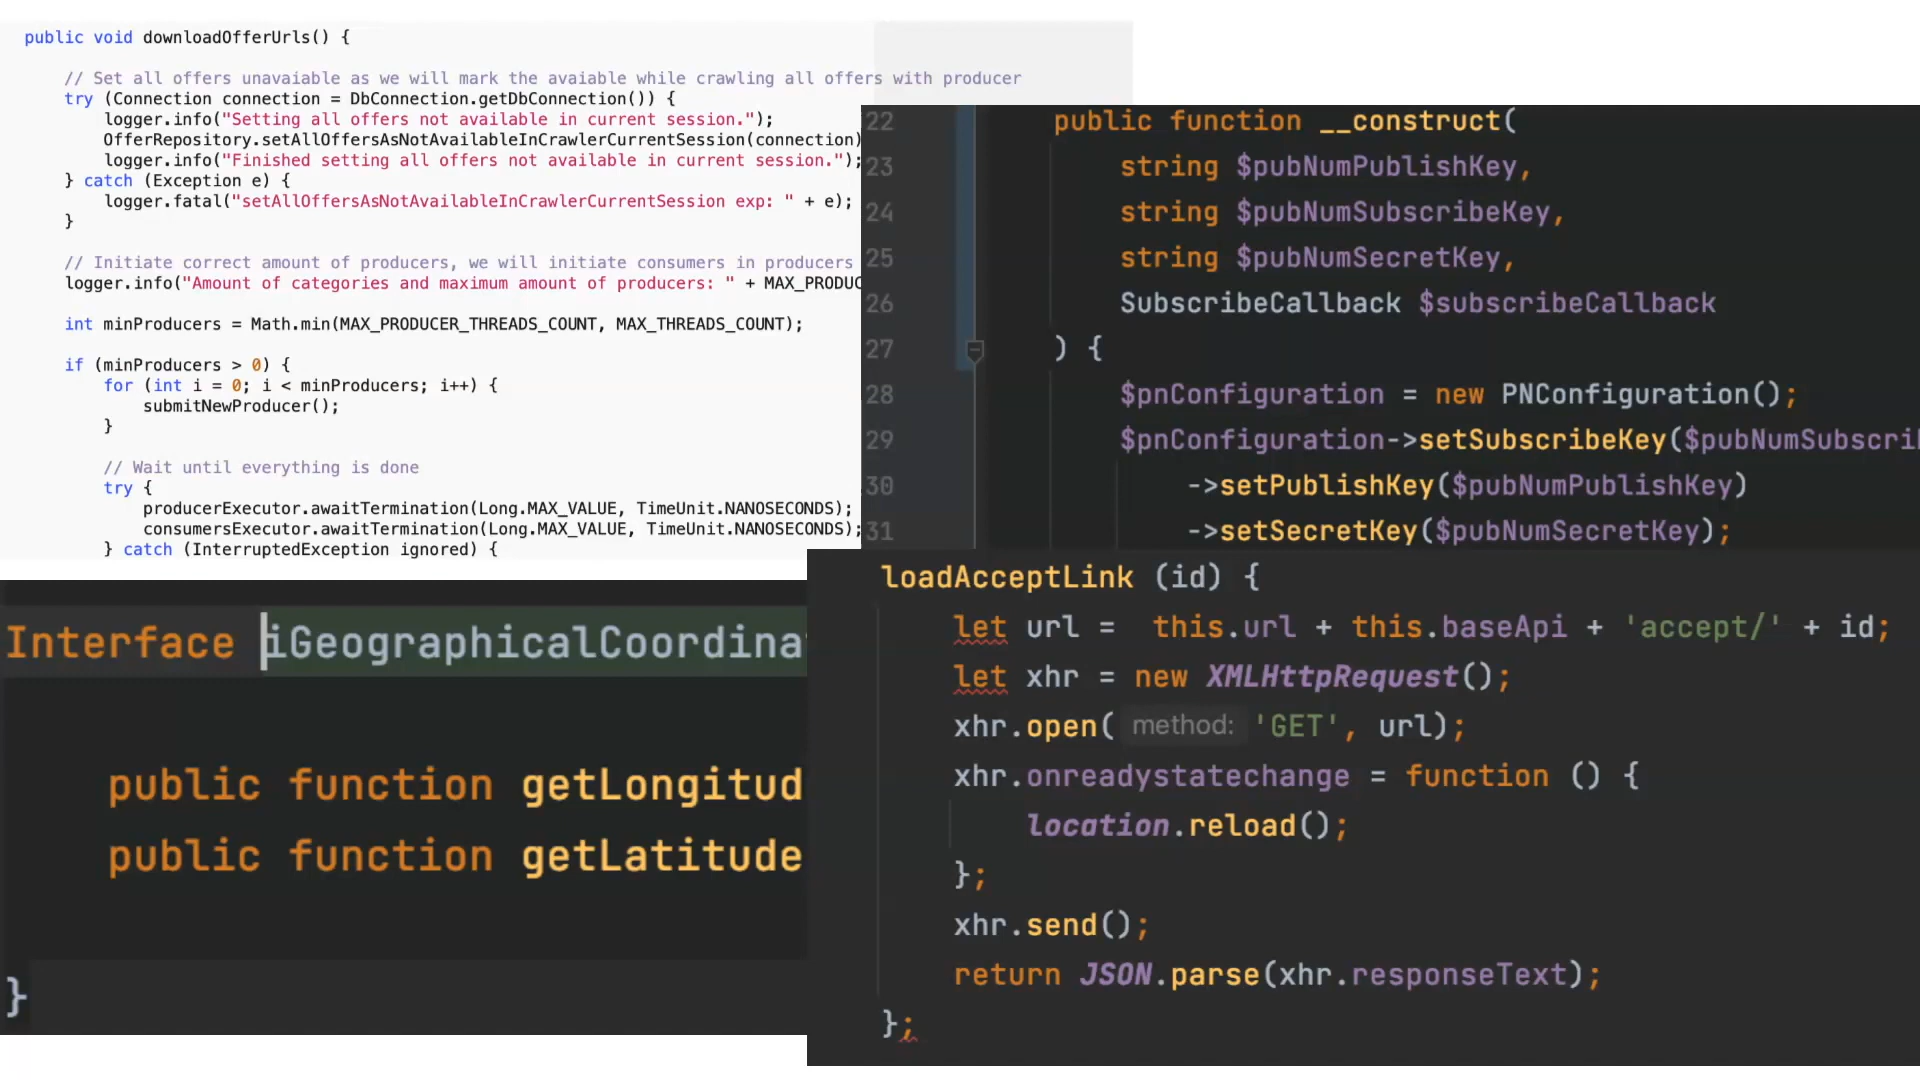 public void downloadOfferUrls() {
// Set all offers unavaiable as we will mark the avaiable while crawling all offers with producer
try (Connection connection = DbConnection.getDbConnection()) {
logger.info("Setting all offers not available in current session.");
OfferRepository.setAllOffersAsNotAvailableInCrawlerCurrentSession(connection)
logger.info("Finished setting all offers not available in current session.");
} catch (Exception e) {
logger.fatal("setAllOffersAsNotAvailableInCrawlerCurrentSession exp: " + e);
}
// Initiate correct amount of producers, we will initiate consumers in producers
logger.info("Amount of categories and maximum amount of producers: " + MAX_PRODUC
int minProducers = Math.min(MAX_PRODUCER_THREADS_COUNT, MAX_THREADS_COUNT);
if (minProducers > 0) {
for (int i = 0; i < minProducers; i++) {
submitNewProducer();
}
// Wait until everything is done
try {
producerExecutor.awaitTermination(Long.MAX_VALUE, TimeUnit.NANOSECONDS);
consumersExecutor.awaitTermination(Long.MAX_VALUE, TimeUnit.NANOSECONDS);
} catch (InterruptedException ignored) {
22 public function __construct(
23 string $pubNumPublishKey,
24 string $pubNumSubscribeKey,
25 string $pubNumSecretKey,
26 SubscribeCallback $subscribeCallback
27 ) {
28 $pnConfiguration = new PNConfiguration();
29 $pnConfiguration->setSubscribeKey($pubNumSubscri
30 ->setPublishKey($pubNumPublishKey)
31 ->setSecretKey($pubNumSecretKey);
Interface iGeographicalCoordina
public function getLongitud
public function getLatitude
}
loadAcceptLink (id) {
let url = this.url + this.baseApi + 'accept/' + id;
let xhr = new XMLHttpRequest();
xhr.open( method: 'GET', url);
xhr.onreadystatechange = function () {
location.reload();
};
xhr.send();
return JSON.parse(xhr.responseText);
};